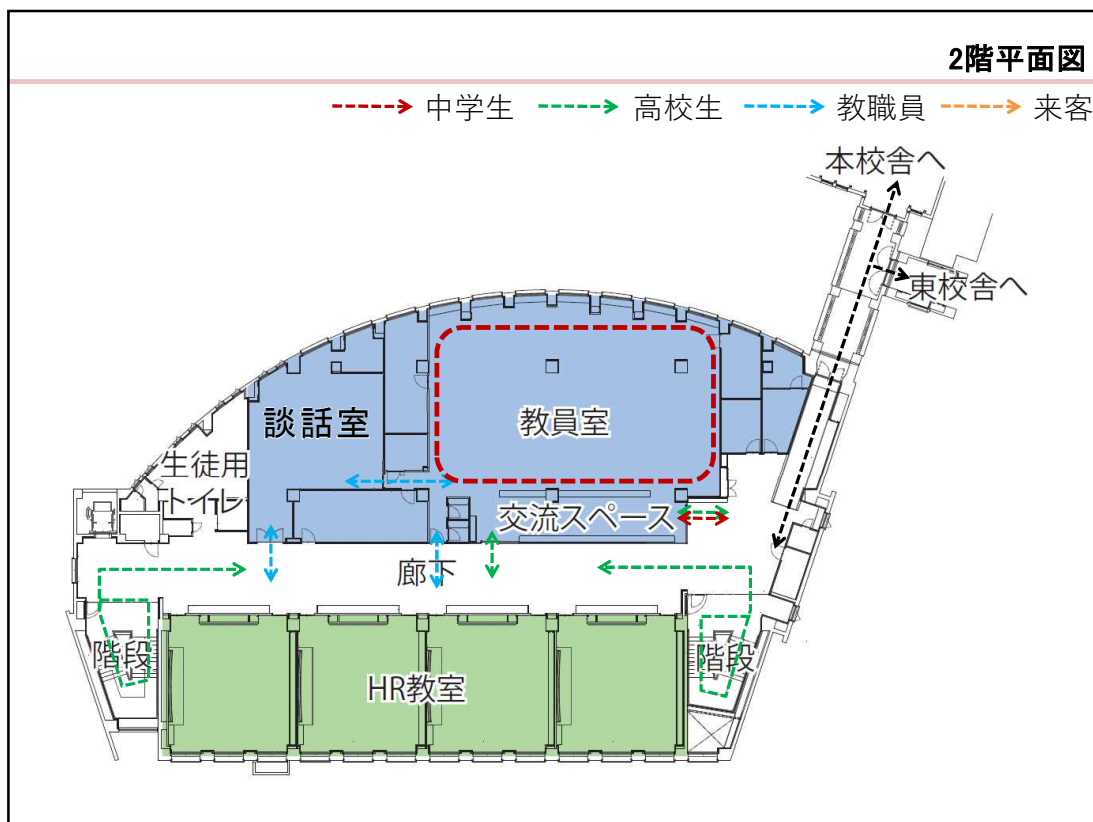 2階平面図
中学生 高校生 教職員 来客
本校舎へ
東校舎へ
談話室
教員室
生徒用
トイレ
交流スペース
廊下
階段
階段
HR教室